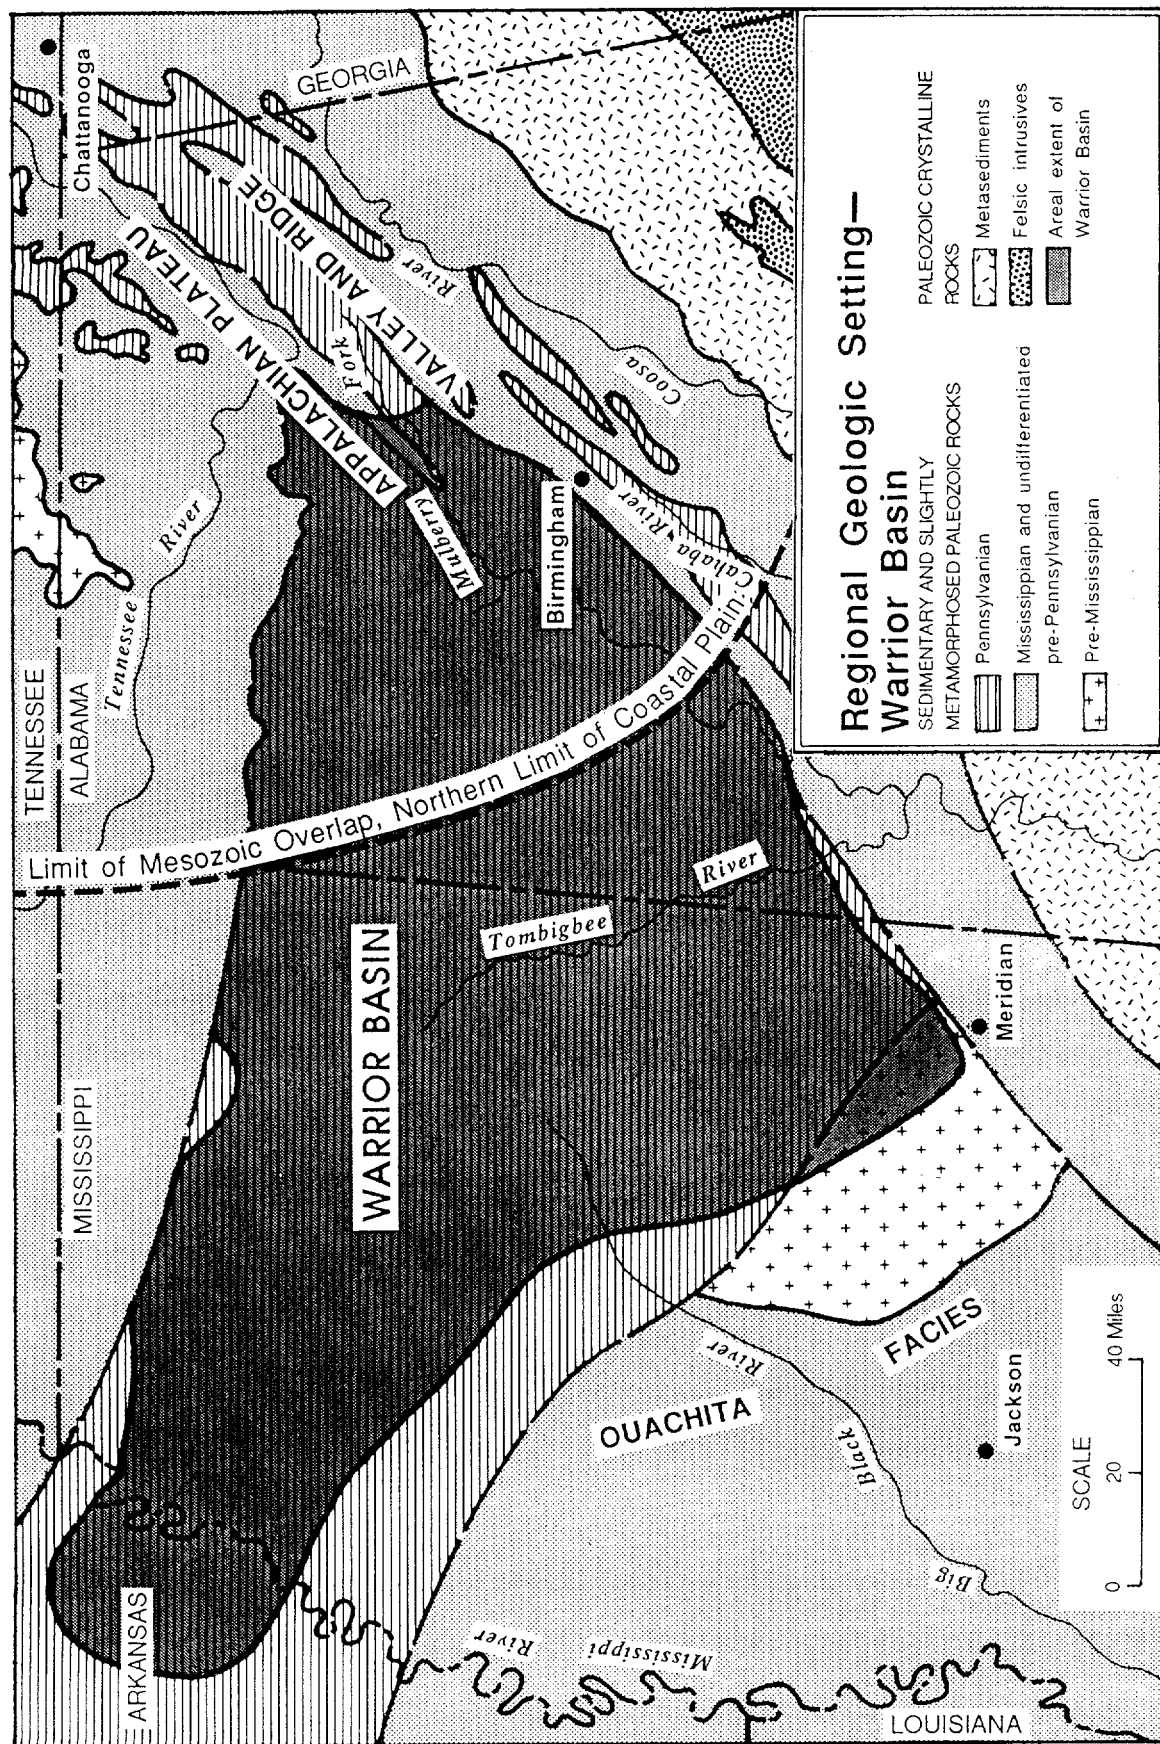 TENNESSEE
ALABAMA
MISSISSIPPI
Chattanooga
GEORGIA
Tennessee
River
APPALACHIAN PLATEAU
VALLEY AND RIDGE
River
Coosa
Mulberry
Fork
Birmingham
Cahaba River
Limit of Mesozoic Overlap, Northern Limit of Coastal Plain
WARRIOR BASIN
Tombigbee
River
Meridian
ARKANSAS
OUACHITA
FACIES
River
Black
Big
Jackson
Mississippi
River
LOUISIANA
SCALE
0 20 40 Miles
Regional Geologic Setting—
Warrior Basin
SEDIMENTARY AND SLIGHTLY
METAMORPHOSED PALEOZOIC ROCKS
Pennsylvanian
Mississippian and undifferentiated
pre-Pennsylvanian
Pre-Mississippian
PALEOZOIC CRYSTALLINE
ROCKS
Metasediments
Felsic intrusives
Areal extent of
Warrior Basin